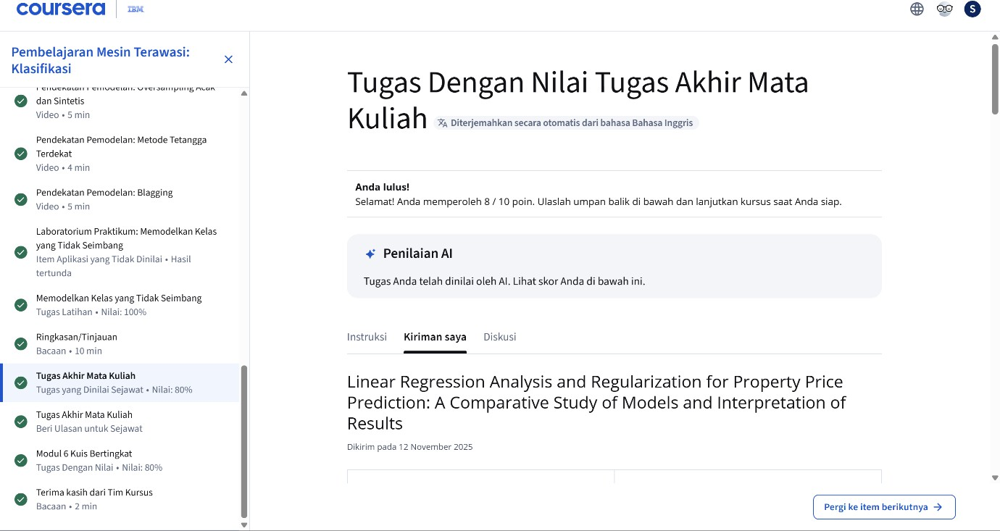 coursera
IBM
S
Pembelajaran Mesin Terawasi:
Klasifikasi
Pendekatan Pemodelan: Oversampling Acak
dan Sintetis
Video • 5 min
Pendekatan Pemodelan: Metode Tetangga
Terdekat
Video • 4 min
Pendekatan Pemodelan: Blagging
Video • 5 min
Laboratorium Praktikum: Memodelkan Kelas
yang Tidak Seimbang
Item Aplikasi yang Tidak Dinilai • Hasil
tertunda
Memodelkan Kelas yang Tidak Seimbang
Tugas Latihan • Nilai: 100%
Ringkasan/Tinjauan
Bacaan • 10 min
Tugas Akhir Mata Kuliah
Tugas yang Dinilai Sejawat • Nilai: 80%
Tugas Akhir Mata Kuliah
Beri Ulasan untuk Sejawat
Modul 6 Kuis Bertingkat
Tugas Dengan Nilai • Nilai: 80%
Terima kasih dari Tim Kursus
Bacaan • 2 min
Tugas Dengan Nilai Tugas Akhir Mata
Kuliah Diterjemahkan secara otomatis dari bahasa Bahasa Inggris
Anda lulus!
Selamat! Anda memperoleh 8 / 10 poin. Ulaslah umpan balik di bawah dan lanjutkan kursus saat Anda siap.
Penilaian AI
Tugas Anda telah dinilai oleh AI. Lihat skor Anda di bawah ini.
Instruksi Kiriman saya Diskusi
Linear Regression Analysis and Regularization for Property Price
Prediction: A Comparative Study of Models and Interpretation of
Results
Dikirim pada 12 November 2025
Pergi ke item berikutnya